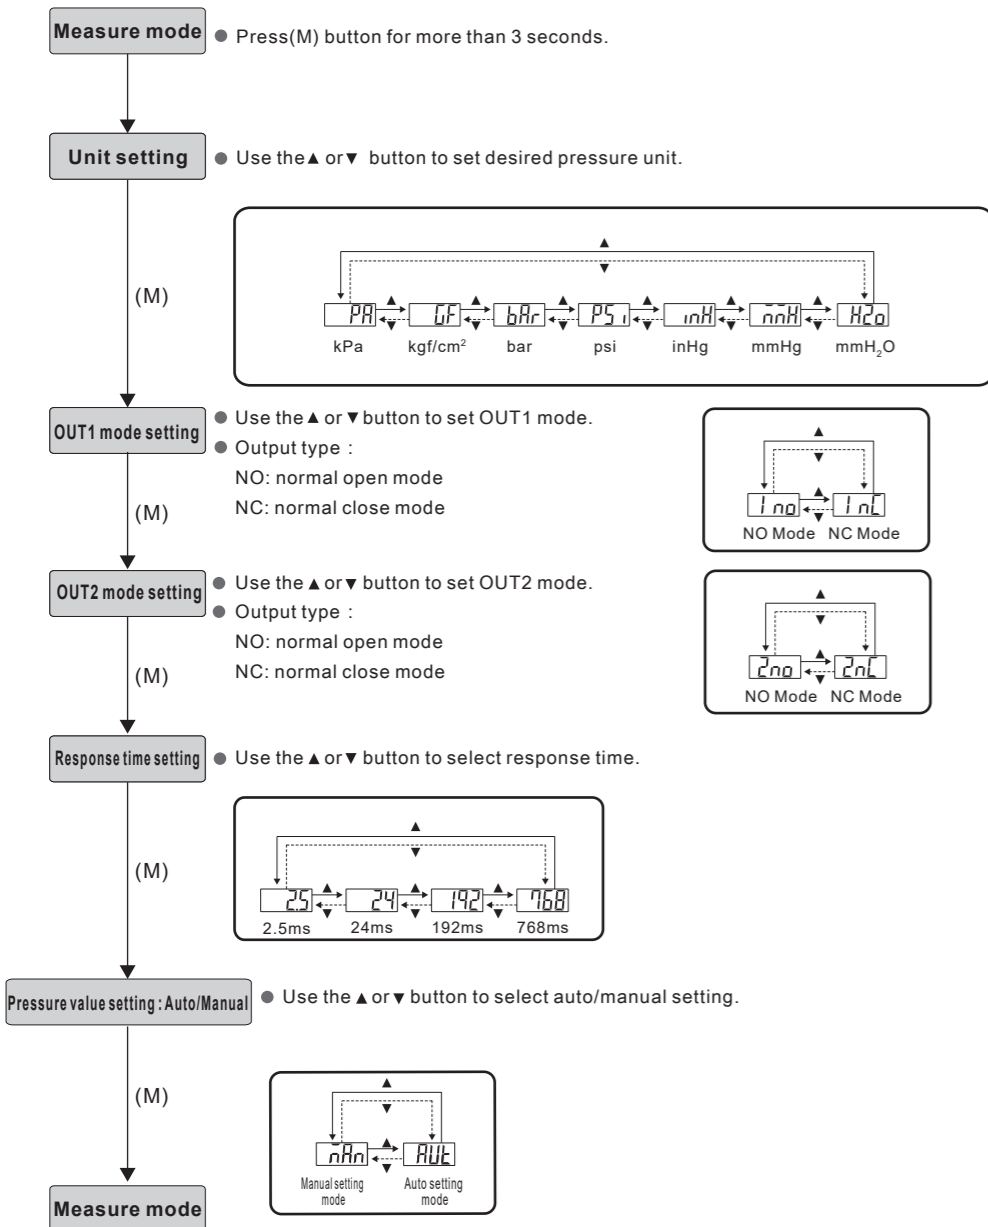 Measure mode
● Press(M) button for more than 3 seconds.
Unit setting
● Use the▲ or▼ button to set desired pressure unit.
(M)
▲
▼
PA ▲▼ GF ▲▼ bAr ▲▼ PSi ▲▼ inH ▲▼ mmH ▲▼ H2o
kPa kgf/cm² bar psi inHg mmHg mmH₂O
OUT1 mode setting
● Use the ▲ or ▼ button to set OUT1 mode.
● Output type :
NO: normal open mode
NC: normal close mode
(M)
▲
▼
1no ▲▼ 1nC
NO Mode NC Mode
OUT2 mode setting
● Use the ▲ or ▼ button to set OUT2 mode.
● Output type :
NO: normal open mode
NC: normal close mode
(M)
▲
▼
2no ▲▼ 2nC
NO Mode NC Mode
Response time setting
● Use the ▲ or ▼ button to select response time.
(M)
▲
▼
2.5 ▲▼ 24 ▲▼ 192 ▲▼ 768
2.5ms 24ms 192ms 768ms
Pressure value setting : Auto/Manual
● Use the ▲ or ▼ button to select auto/manual setting.
(M)
▲
▼
mAn ▲▼ AUt
Manual setting mode Auto setting mode
Measure mode